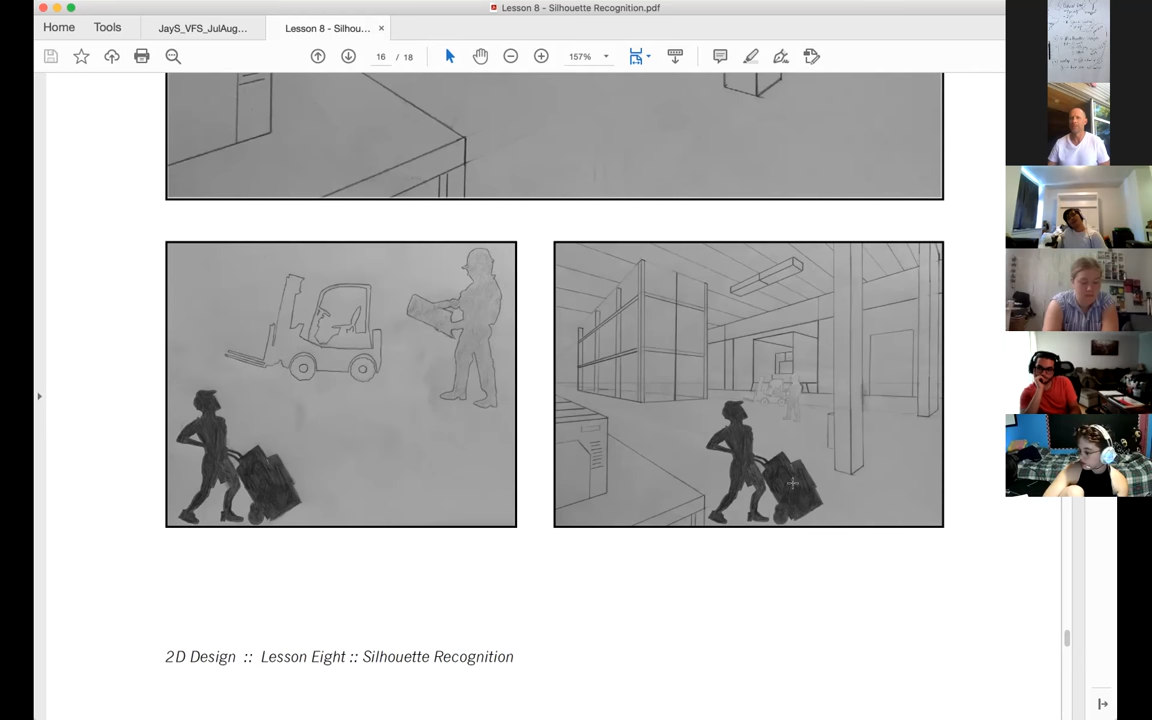 Lesson 8 - Silhouette Recognition.pdf
Home
Tools
JayS_VFS_JulAug...
Lesson 8 - Silhou... ×
16 / 18
157%
2D Design :: Lesson Eight :: Silhouette Recognition